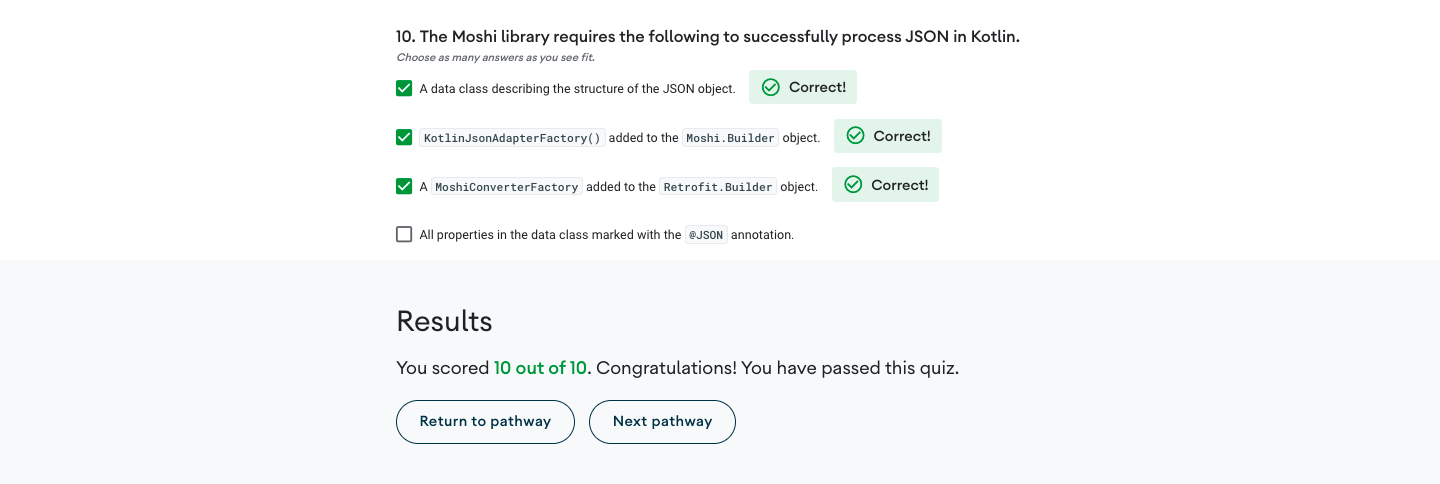 10. The Moshi library requires the following to successfully process JSON in Kotlin.
Choose as many answers as you see fit.
A data class describing the structure of the JSON object. Correct!
KotlinJsonAdapterFactory() added to the Moshi.Builder object. Correct!
A MoshiConverterFactory added to the Retrofit.Builder object. Correct!
All properties in the data class marked with the @JSON annotation.
Results
You scored 10 out of 10. Congratulations! You have passed this quiz.
Return to pathway Next pathway